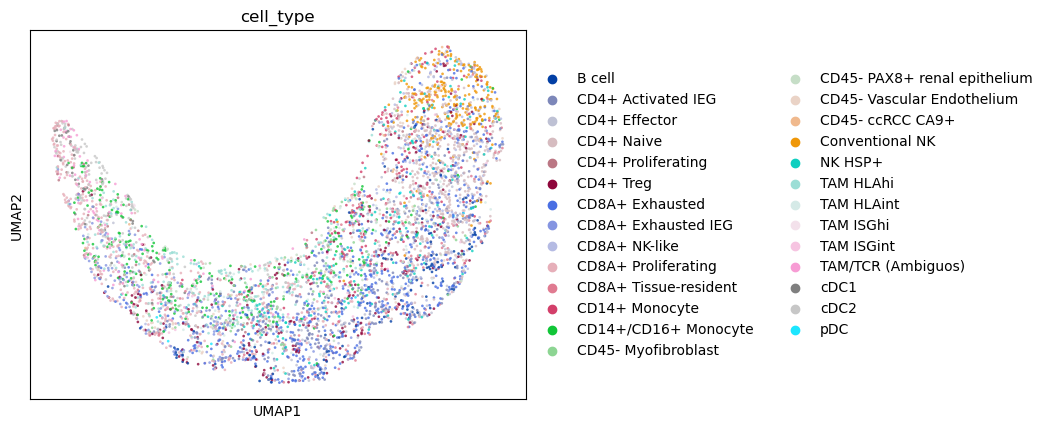 cell_type
UMAP2
UMAP1
B cell
CD4+ Activated IEG
CD4+ Effector
CD4+ Naive
CD4+ Proliferating
CD4+ Treg
CD8A+ Exhausted
CD8A+ Exhausted IEG
CD8A+ NK-like
CD8A+ Proliferating
CD8A+ Tissue-resident
CD14+ Monocyte
CD14+/CD16+ Monocyte
CD45- Myofibroblast
CD45- PAX8+ renal epithelium
CD45- Vascular Endothelium
CD45- ccRCC CA9+
Conventional NK
NK HSP+
TAM HLAhi
TAM HLAint
TAM ISGhi
TAM ISGint
TAM/TCR (Ambiguos)
cDC1
cDC2
pDC